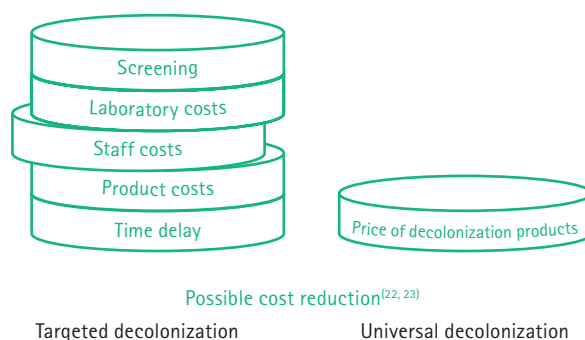 Screening
Laboratory costs
Staff costs
Product costs
Time delay
Price of decolonization products
Possible cost reduction(22, 23)
Targeted decolonization
Universal decolonization